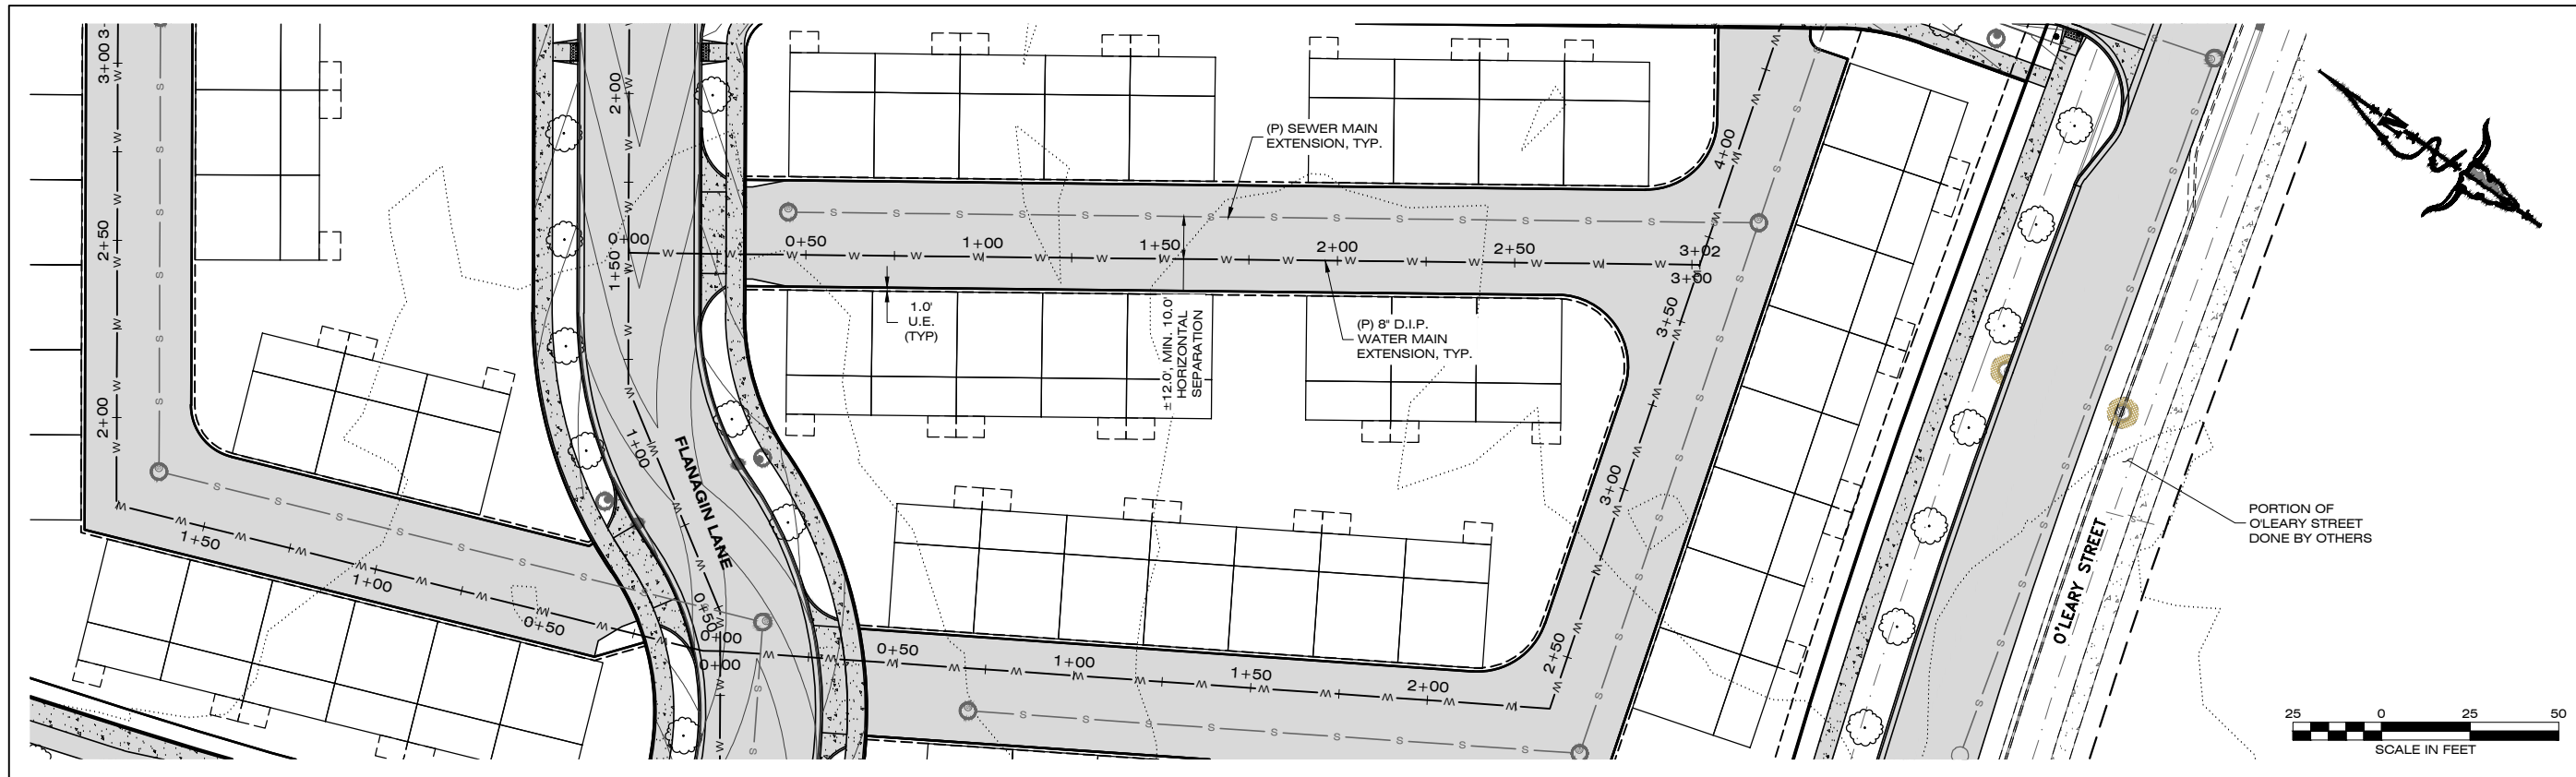 3+00
3-
2+50
2+00
1+50
1+00
0+50
0+00
2+00
1+50
1+00
0+50
0+00
FLANAGIN LANE
0+00
0+50
1+00
1+50
2+00
2+50
3+02
3+00
(P) SEWER MAIN
EXTENSION, TYP.
1.0'
U.E.
(TYP)
±12.0', MIN. 10.0'
HORIZONTAL
SEPARATION
(P) 8" D.I.P.
WATER MAIN
EXTENSION, TYP.
4+00
3+50
3+00
2+50
0+50
1+00
1+50
2+00
N
O'LEARY STREET
PORTION OF
O'LEARY STREET
DONE BY OTHERS
25 0 25 50
SCALE IN FEET